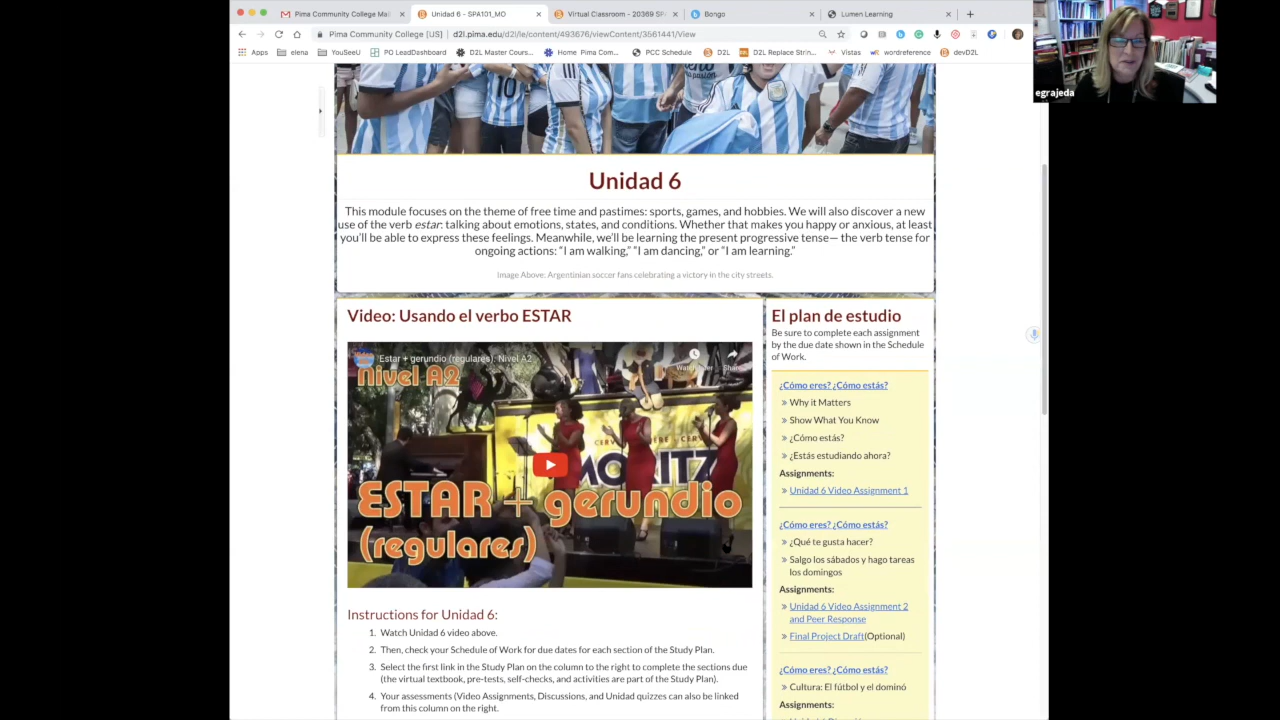 Pima Community College Mai
Unidad 6 - SPA101_MO
Virtual Classroom - 20369 SPA
Bongo
Lumen Learning
Pima Community College [US] | d2l.pima.edu/d2l/le/content/493676/viewContent/3561441/View
Apps elena YouSeeU PO LeadDashboard D2L Master Cours... Home Pima Com... PCC Schedule D2L D2L Replace Strin... Vistas wordreference devD2L
egrajeda
Unidad 6
This module focuses on the theme of free time and pastimes: sports, games, and hobbies. We will also discover a new
use of the verb estar: talking about emotions, states, and conditions. Whether that makes you happy or anxious, at least
you'll be able to express these feelings. Meanwhile, we'll be learning the present progressive tense— the verb tense for
ongoing actions: "I am walking," "I am dancing," or "I am learning."
Image Above: Argentinian soccer fans celebrating a victory in the city streets.
Video: Usando el verbo ESTAR
Estar + gerundio (regulares). Nivel A2
Watch later Share
Nivel A2
MORITZ
ESTAR + gerundio
(regulares)
Instructions for Unidad 6:
1. Watch Unidad 6 video above.
2. Then, check your Schedule of Work for due dates for each section of the Study Plan.
3. Select the first link in the Study Plan on the column to the right to complete the sections due
(the virtual textbook, pre-tests, self-checks, and activities are part of the Study Plan).
4. Your assessments (Video Assignments, Discussions, and Unidad quizzes can also be linked
from this column on the right.
El plan de estudio
Be sure to complete each assignment
by the due date shown in the Schedule
of Work.
¿Cómo eres? ¿Cómo estás?
» Why it Matters
» Show What You Know
» ¿Cómo estás?
» ¿Estás estudiando ahora?
Assignments:
» Unidad 6 Video Assignment 1
¿Cómo eres? ¿Cómo estás?
» ¿Qué te gusta hacer?
» Salgo los sábados y hago tareas
los domingos
Assignments:
» Unidad 6 Video Assignment 2
and Peer Response
» Final Project Draft(Optional)
¿Cómo eres? ¿Cómo estás?
» Cultura: El fútbol y el dominó
Assignments: